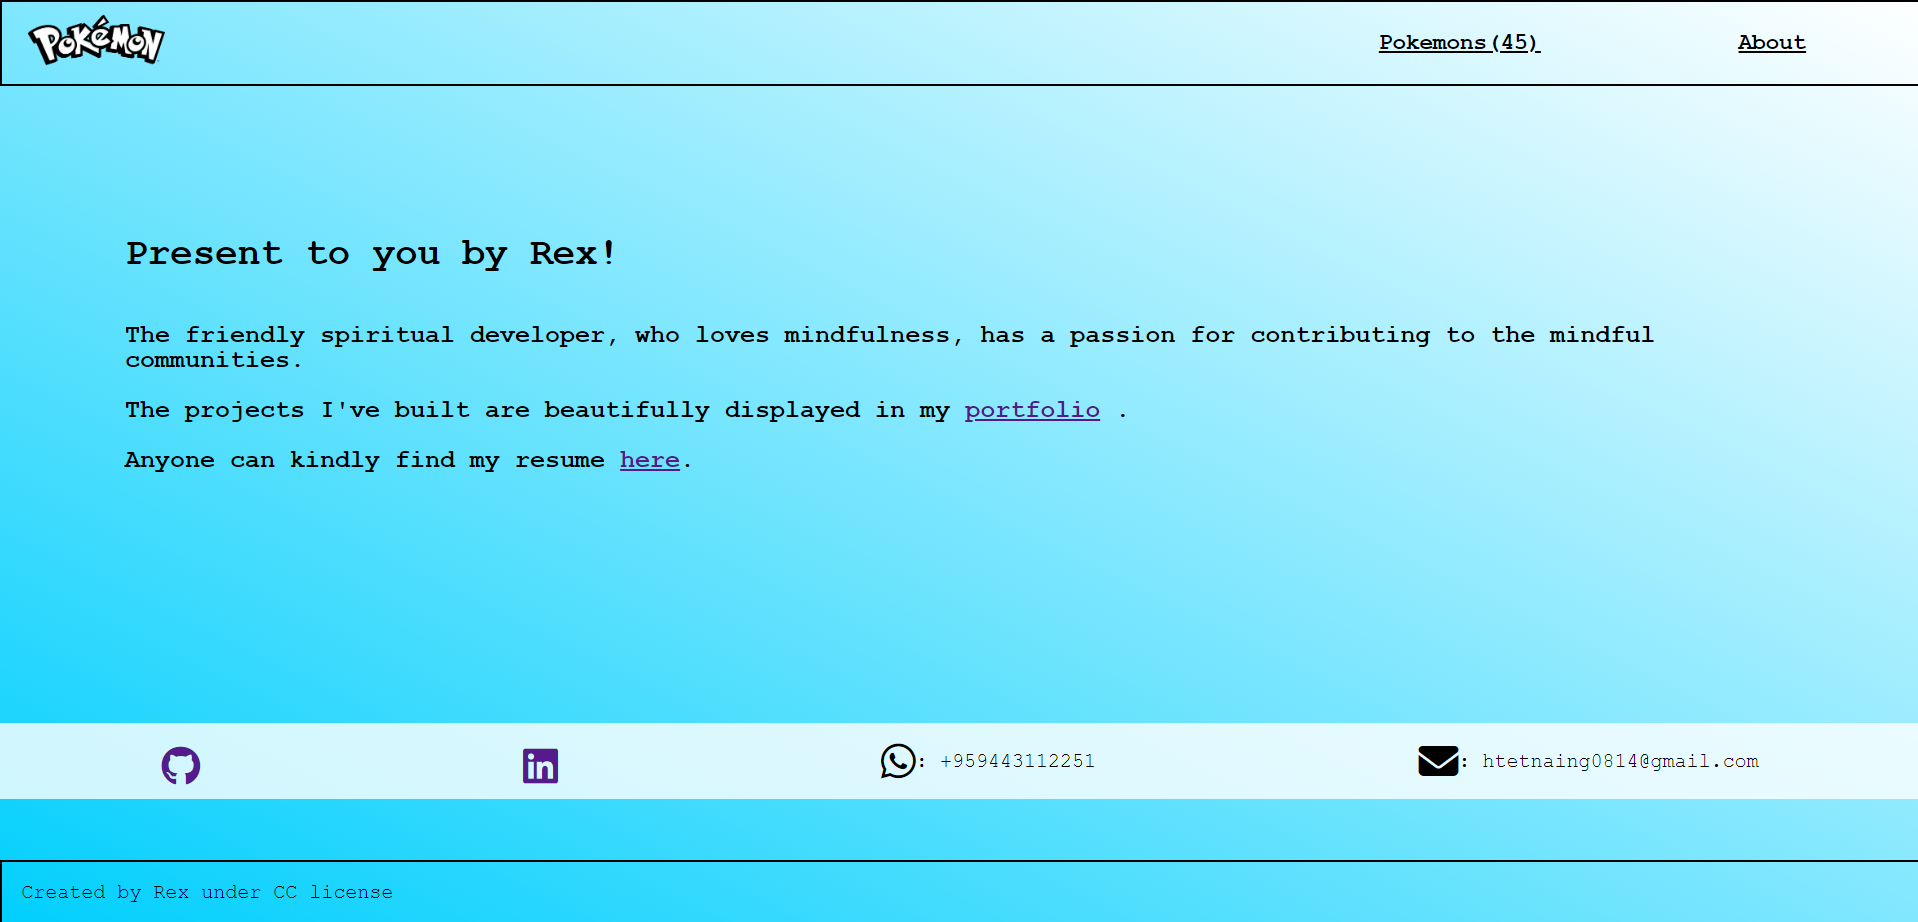 Pokémon
Pokemons(45)
About
Present to you by Rex!
The friendly spiritual developer, who loves mindfulness, has a passion for contributing to the mindful
communities.
The projects I've built are beautifully displayed in my portfolio .
Anyone can kindly find my resume here.
in
: +959443112251
: htetnaing0814@gmail.com
Created by Rex under CC license